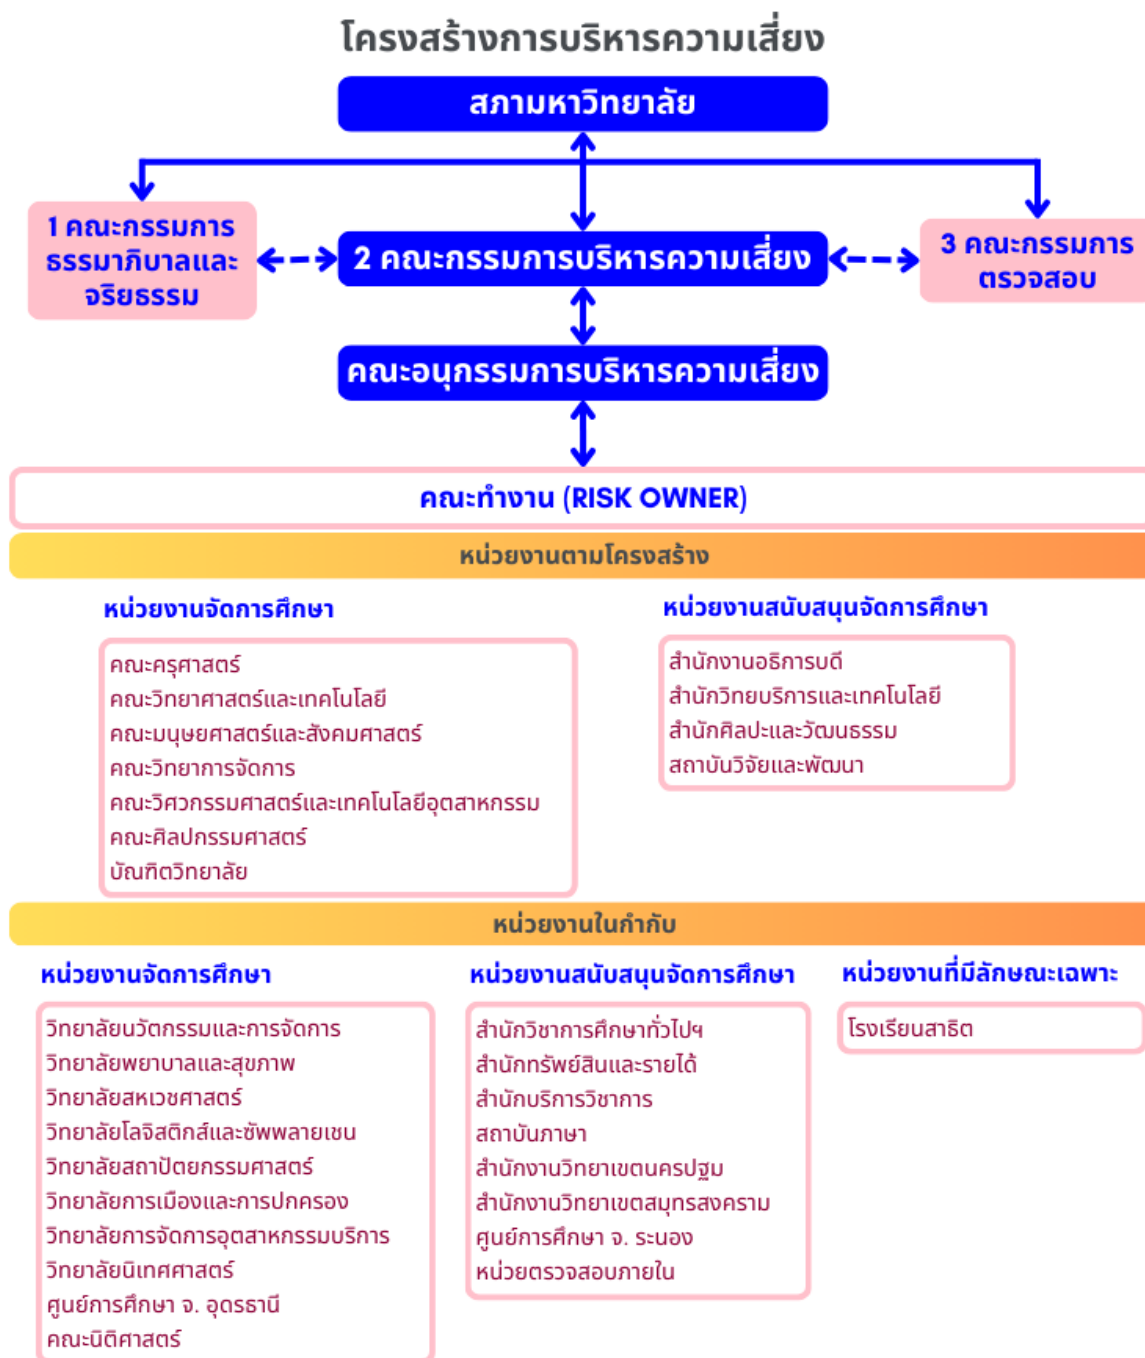 โครงสร้างการบริหารความเสี่ยง
สภามหาวิทยาลัย
1 คณะกรรมการ
ธรรมาภิบาลและ
จริยธรรม
2 คณะกรรมการบริหารความเสี่ยง
3 คณะกรรมการ
ตรวจสอบ
คณะอนุกรรมการบริหารความเสี่ยง
คณะทำงาน (RISK OWNER)
หน่วยงานตามโครงสร้าง
หน่วยงานจัดการศึกษา
คณะครุศาสตร์
คณะวิทยาศาสตร์และเทคโนโลยี
คณะมนุษยศาสตร์และสังคมศาสตร์
คณะวิทยาการจัดการ
คณะวิศวกรรมศาสตร์และเทคโนโลยีอุตสาหกรรม
คณะศิลปกรรมศาสตร์
บัณฑิตวิทยาลัย
หน่วยงานสนับสนุนจัดการศึกษา
สำนักงานอธิการบดี
สำนักวิทยบริการและเทคโนโลยี
สำนักศิลปะและวัฒนธรรม
สถาบันวิจัยและพัฒนา
หน่วยงานในกำกับ
หน่วยงานจัดการศึกษา
วิทยาลัยนวัตกรรมและการจัดการ
วิทยาลัยพยาบาลและสุขภาพ
วิทยาลัยสหเวชศาสตร์
วิทยาลัยโลจิสติกส์และซัพพลายเชน
วิทยาลัยสถาปัตยกรรมศาสตร์
วิทยาลัยการเมืองและการปกครอง
วิทยาลัยการจัดการอุตสาหกรรมบริการ
วิทยาลัยนิเทศศาสตร์
ศูนย์การศึกษา จ. อุดรธานี
คณะนิติศาสตร์
หน่วยงานสนับสนุนจัดการศึกษา
สำนักวิชาการศึกษาทั่วไปฯ
สำนักทรัพย์สินและรายได้
สำนักบริการวิชาการ
สถาบันภาษา
สำนักงานวิทยาเขตนครปฐม
สำนักงานวิทยาเขตสมุทรสงคราม
ศูนย์การศึกษา จ. ระนอง
หน่วยตรวจสอบภายใน
หน่วยงานที่มีลักษณะเฉพาะ
โรงเรียนสาธิต